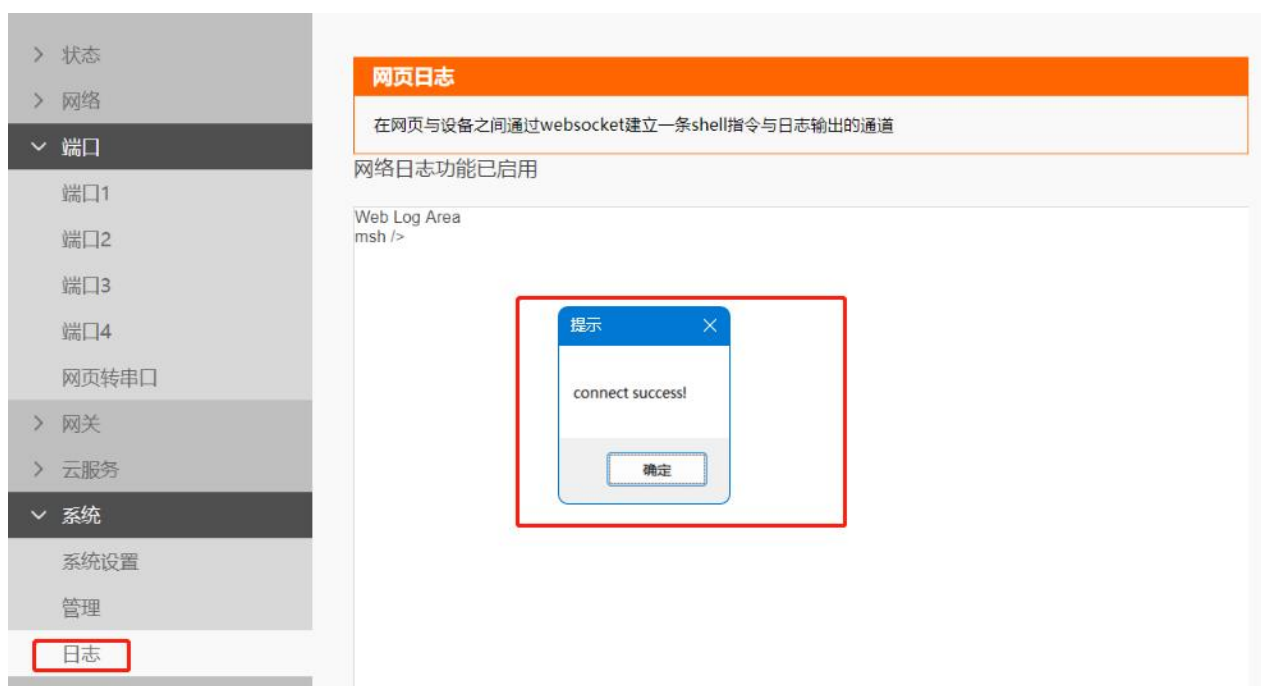 状态
网络
端口
端口1
端口2
端口3
端口4
网页转串口
网关
云服务
系统
系统设置
管理
日志
网页日志
在网页与设备之间通过websocket建立一条shell指令与日志输出的通道
网络日志功能已启用
Web Log Area
msh />
提示
connect success!
确定